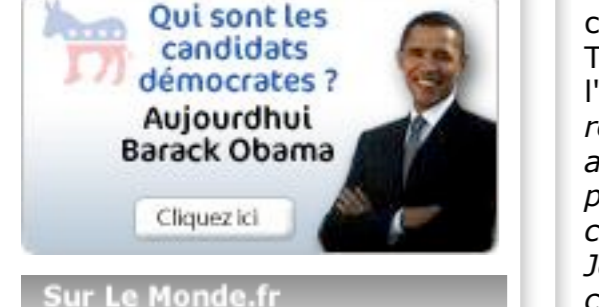 Qui sont les
candidats
démocrates ?
Aujourdhui
Barack Obama
Cliquez ici
Sur Le Monde.fr